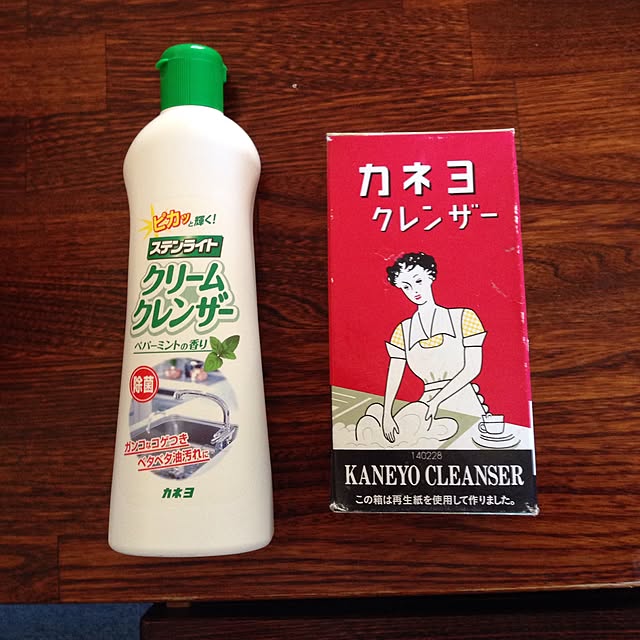 ピカッと輝く!
ステンライト
クリーム
クレンザー
ペパーミントの香り
除菌
ガンコなコゲつき
ベタベタ油汚れに
カネヨ
カネヨ
クレンザー
140228
KANEYO CLEANSER
この箱は再生紙を使用して作りました。